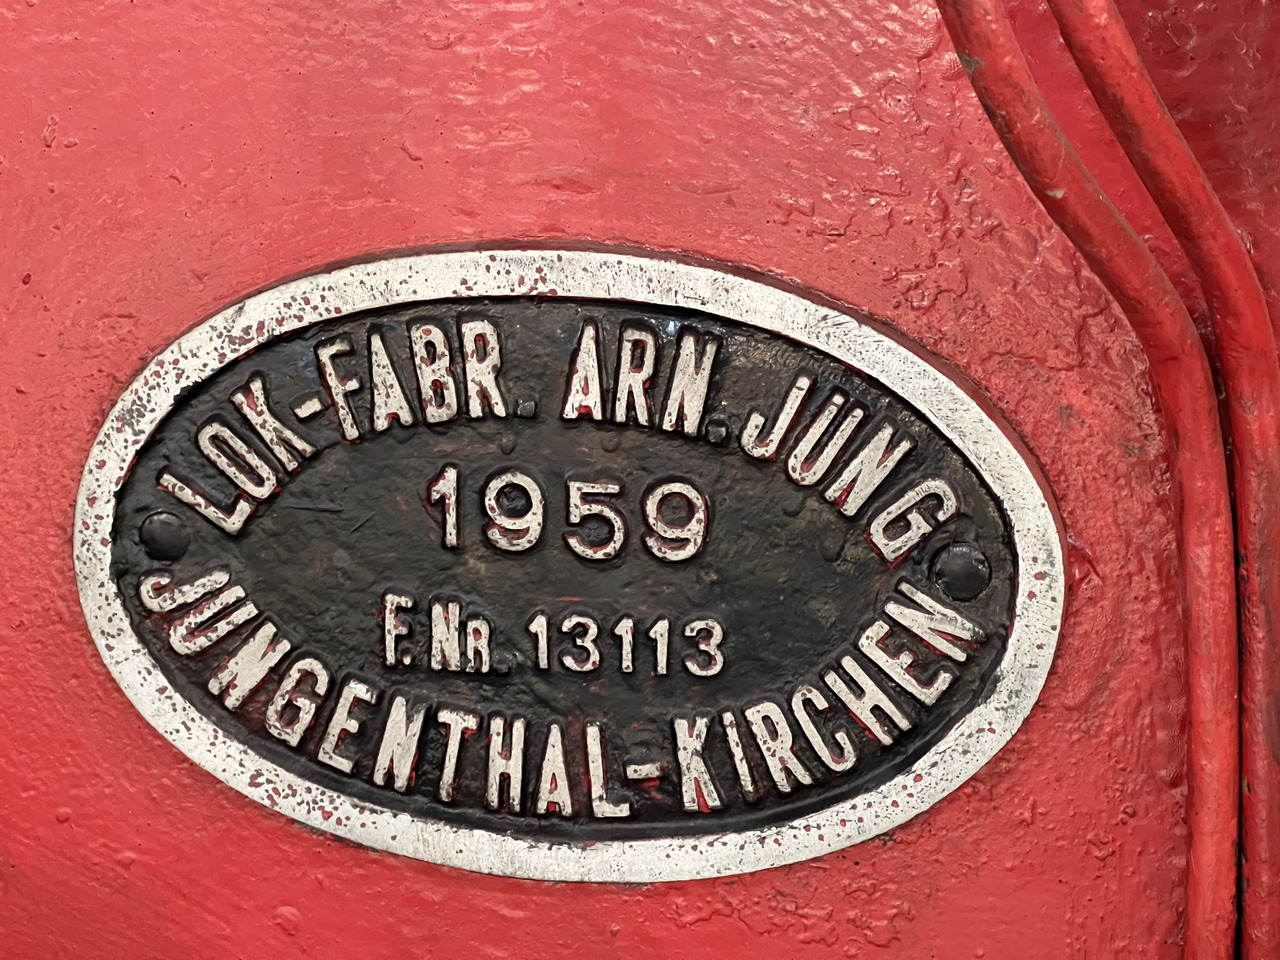 LOK-FABR. ARN. JUNG
1959
F. Nr. 13113
JUNGENTHAL-KIRCHEN